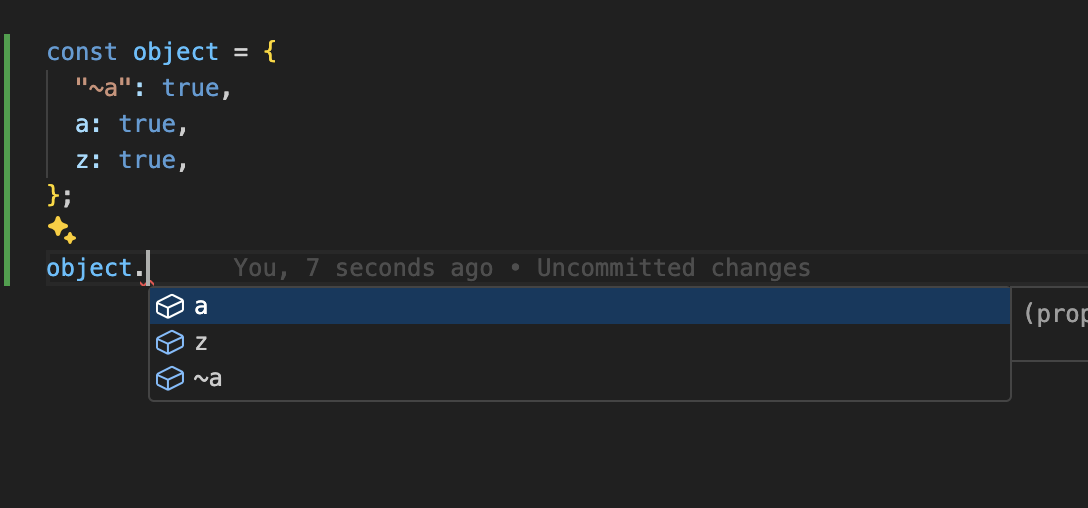 const object = {
"~a": true,
a: true,
z: true,
};
object. You, 7 seconds ago • Uncommitted changes
a
(prop
z
~a